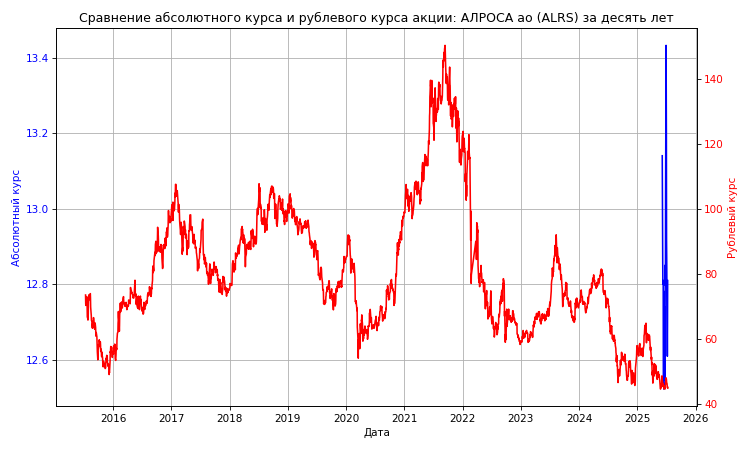 Сравнение абсолютного курса и рублевого курса акции: АЛРОСА ао (ALRS) за десять лет
13.4
13.2
13.0
12.8
12.6
Абсолютный курс
140
120
100
80
60
40
Рублевый курс
2016 2017 2018 2019 2020 2021 2022 2023 2024 2025 2026
Дата